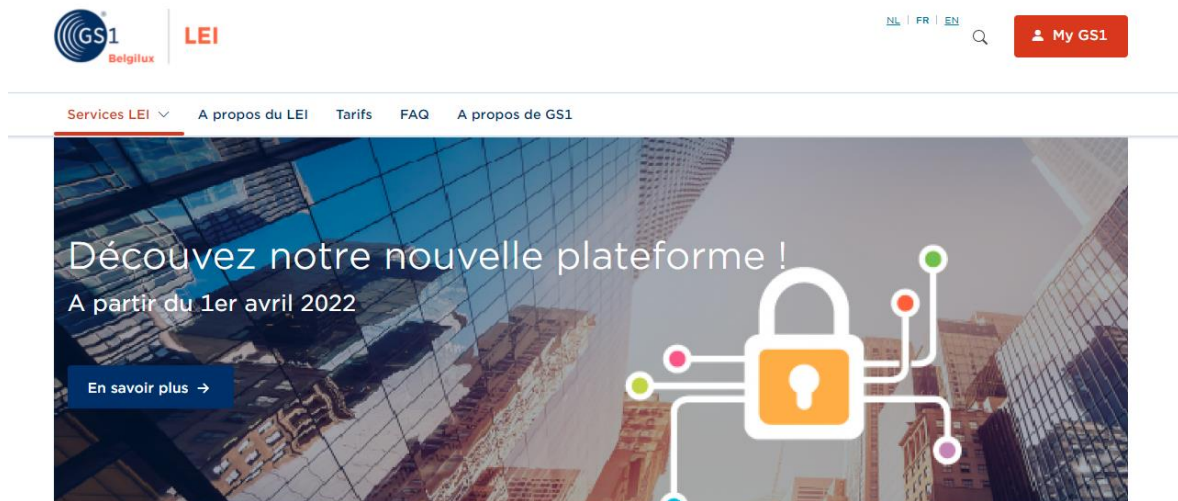 GS1
Belgilux
LEI
NL | FR | EN
My GS1
Services LEI
A propos du LEI
Tarifs
FAQ
A propos de GS1
Découvez notre nouvelle plateforme !
A partir du 1er avril 2022
En savoir plus →